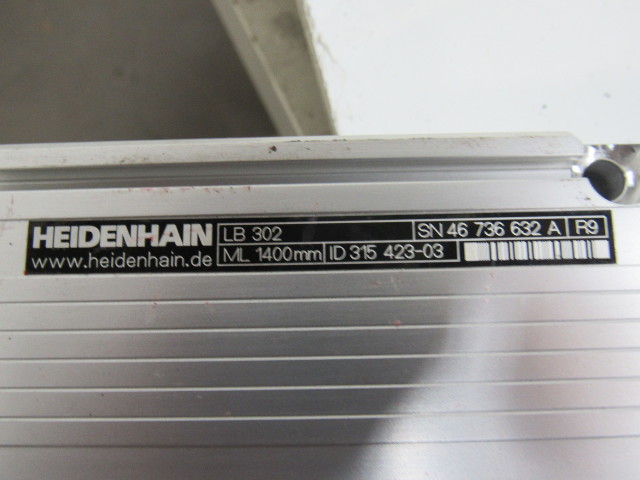 HEIDENHAIN LB 302 SN 46 736 632 A R9
www.heidenhain.de ML 1400mm ID 315 423-03